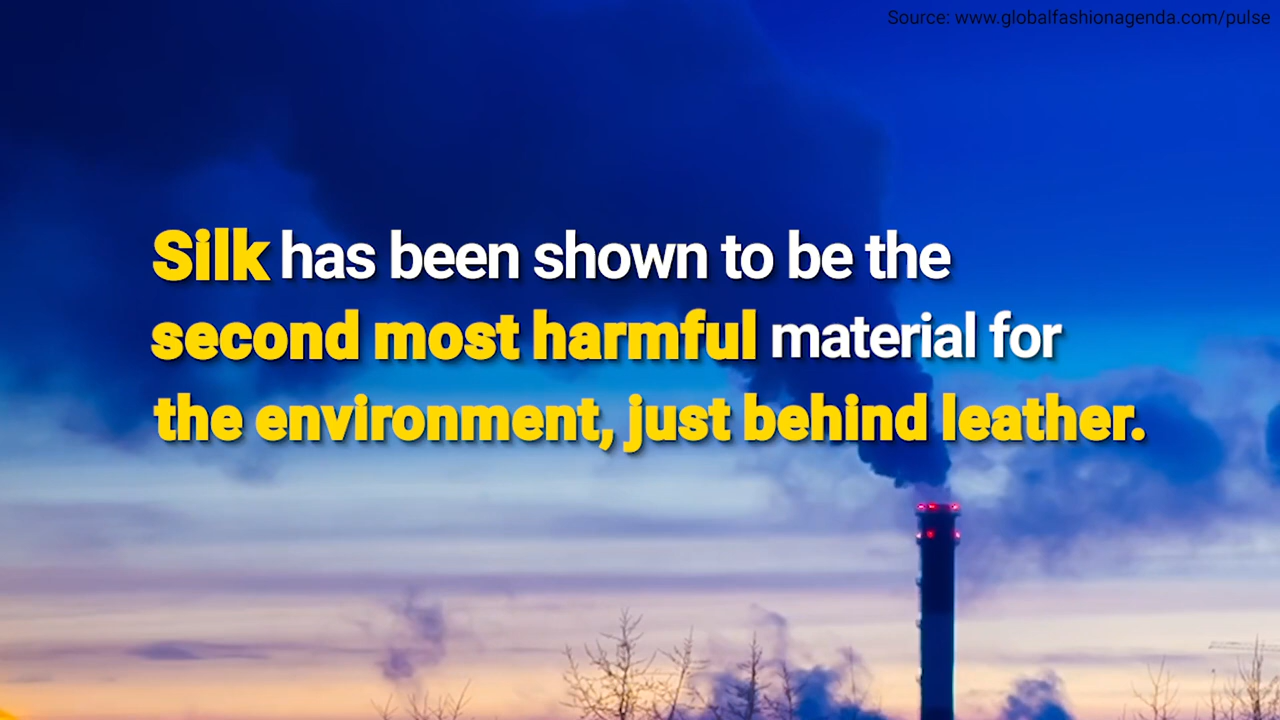 Source: www.globalfashionagenda.com/pulse
Silk has been shown to be the
second most harmful material for
the environment, just behind leather.